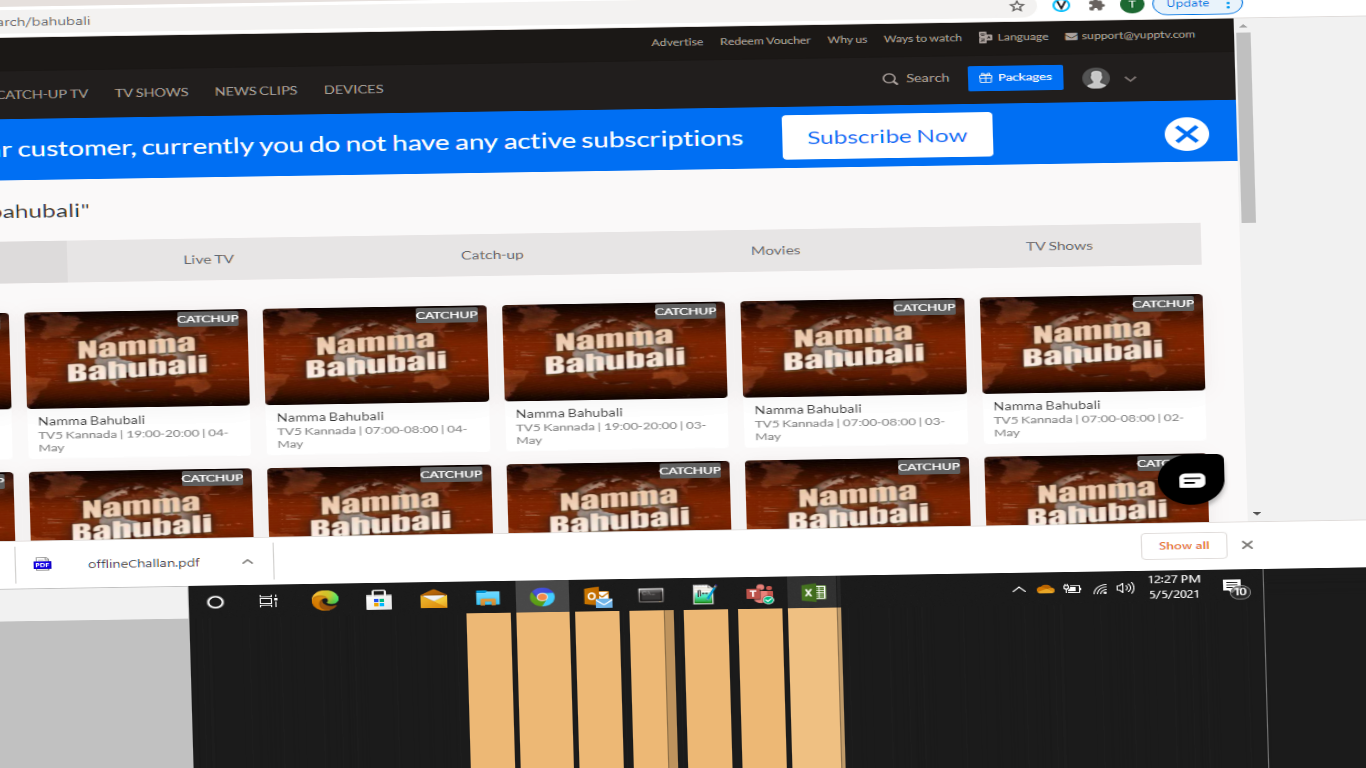 arch/bahubali
T
Update
Advertise Redeem Voucher Why us Ways to watch Language support@yupptv.com
CATCH-UP TV TV SHOWS NEWS CLIPS DEVICES Search Packages
r customer, currently you do not have any active subscriptions Subscribe Now
bahubali"
Live TV Catch-up Movies TV Shows
CATCHUP CATCHUP CATCHUP CATCHUP CATCHUP
Namma Namma Namma Namma Namma
Bahubali Bahubali Bahubali Bahubali Bahubali
Namma Bahubali Namma Bahubali Namma Bahubali Namma Bahubali Namma Bahubali
TV5 Kannada | 19:00-20:00 | 04- TV5 Kannada | 07:00-08:00 | 04- TV5 Kannada | 19:00-20:00 | 03- TV5 Kannada | 07:00-08:00 | 03- TV5 Kannada | 07:00-08:00 | 02-
May May May May May
CATCHUP CATCHUP CATCHUP CATCHUP CATC
Namma Namma Namma Namma Namma
Bahubali Bahubali Bahubali Bahubali Bahubali
PDF offlineChallan.pdf Show all
12:27 PM
5/5/2021
10